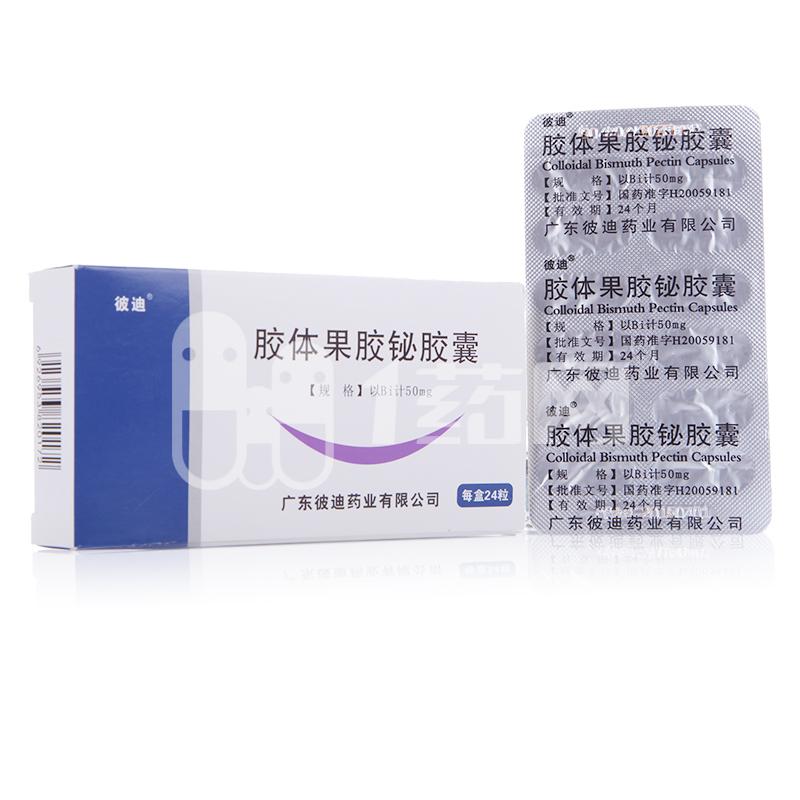 彼迪®
胶体果胶铋胶囊
【规 格】以Bi计50mg
广东彼迪药业有限公司
每盒24粒
1药网
彼迪®
胶体果胶铋胶囊
Colloidal Bismuth Pectin Capsules
【规 格】以Bi计50mg
【批准文号】国药准字H20059181
【有效期】24个月
广东彼迪药业有限公司
彼迪®
胶体果胶铋胶囊
Colloidal Bismuth Pectin Capsules
【规 格】以Bi计50mg
【批准文号】国药准字H20059181
【有效期】24个月
广东彼迪药业有限公司
彼迪®
胶体果胶铋胶囊
Colloidal Bismuth Pectin Capsules
【规 格】以Bi计50mg
【批准文号】国药准字H20059181
【有效期】24个月
广东彼迪药业有限公司